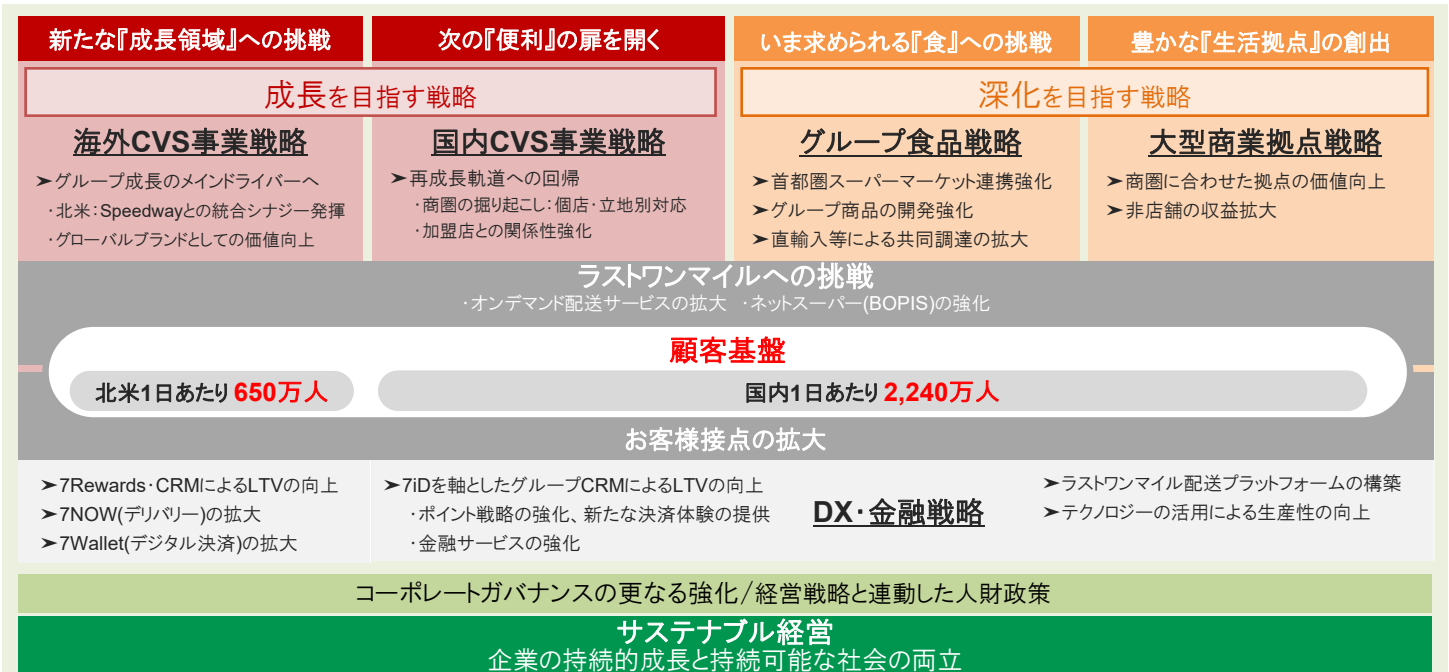 新たな『成長領域』への挑戦
次の『便利』の扉を開く
いま求められる『食』への挑戦
豊かな『生活拠点』の創出
成長を目指す戦略
深化を目指す戦略
海外CVS事業戦略
➤グループ成長のメインドライバーへ
・北米：Speedwayとの統合シナジー発揮
・グローバルブランドとしての価値向上
国内CVS事業戦略
➤再成長軌道への回帰
・商圏の掘り起こし：個店・立地別対応
・加盟店との関係性強化
グループ食品戦略
➤首都圏スーパーマーケット連携強化
➤グループ商品の開発強化
➤直輸入等による共同調達の拡大
大型商業拠点戦略
➤商圏に合わせた拠点の価値向上
➤非店舗の収益拡大
ラストワンマイルへの挑戦
・オンデマンド配送サービスの拡大 ・ネットスーパー(BOPIS)の強化
顧客基盤
北米1日あたり 650万人
国内1日あたり 2,240万人
お客様接点の拡大
➤7Rewards・CRMによるLTVの向上
➤7NOW(デリバリー)の拡大
➤7Wallet(デジタル決済)の拡大
➤7iDを軸としたグループCRMによるLTVの向上
・ポイント戦略の強化、新たな決済体験の提供
・金融サービスの強化
DX・金融戦略
➤ラストワンマイル配送プラットフォームの構築
➤テクノロジーの活用による生産性の向上
コーポレートガバナンスの更なる強化/経営戦略と連動した人財政策
サステナブル経営
企業の持続的成長と持続可能な社会の両立